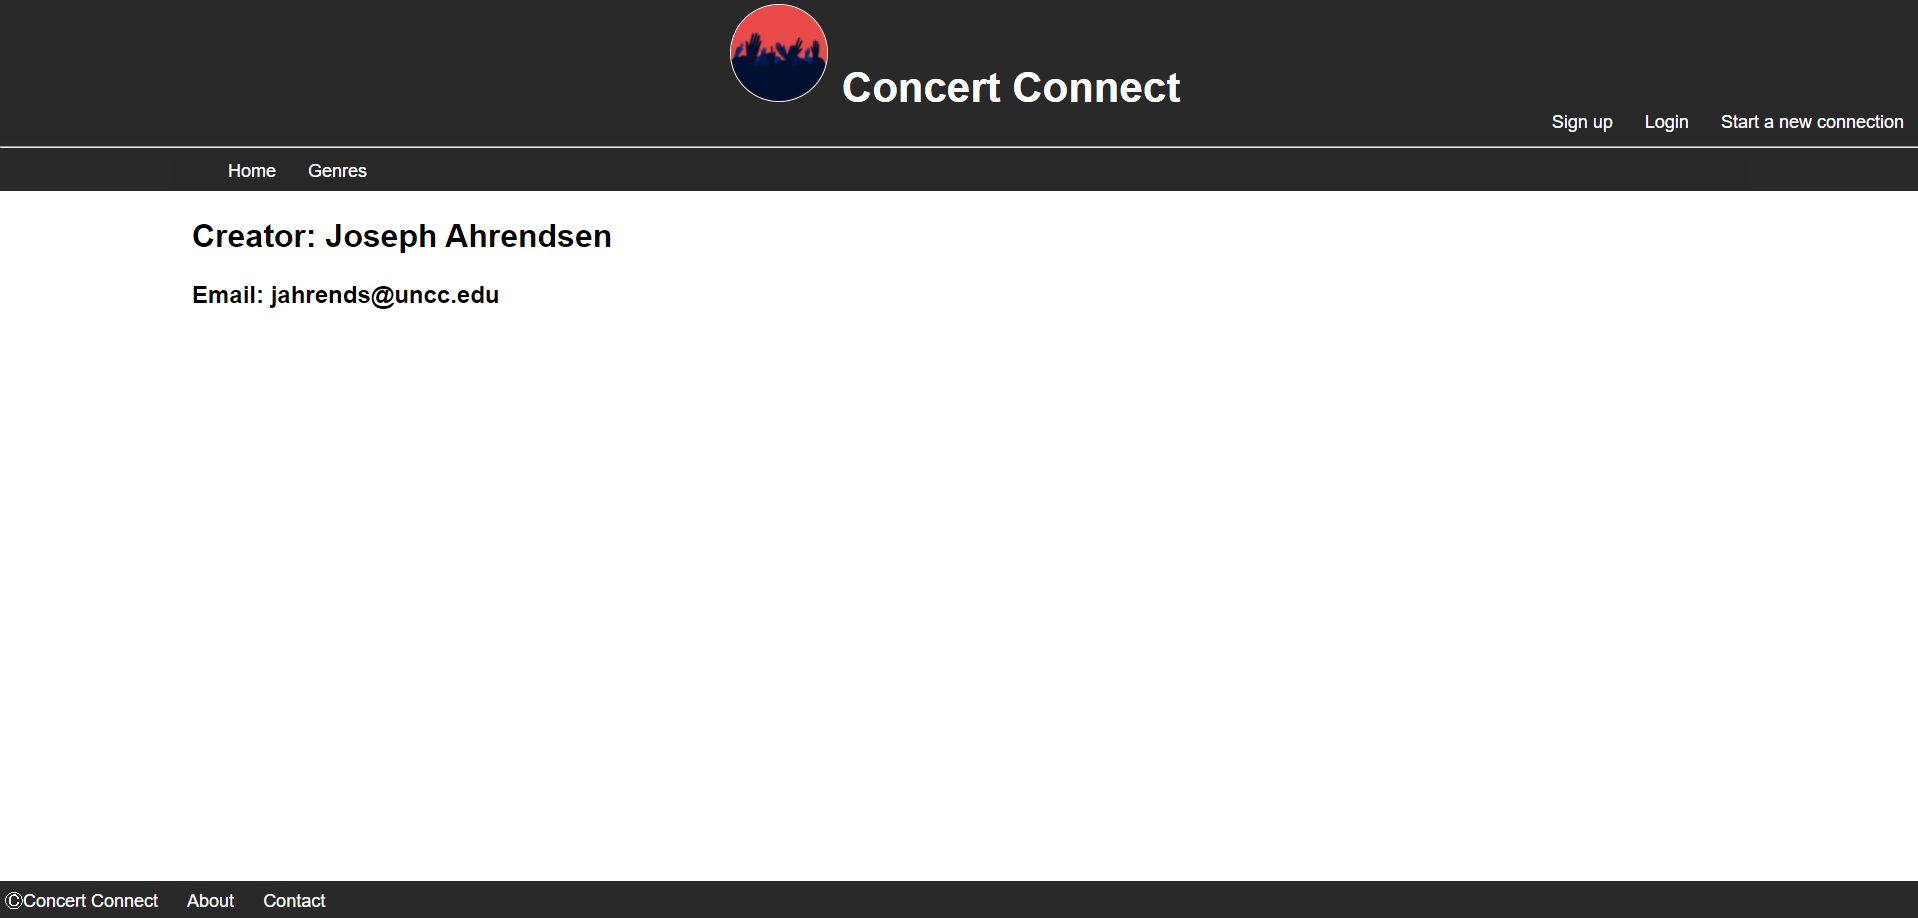 Concert Connect
Sign up Login Start a new connection
Home Genres
Creator: Joseph Ahrendsen
Email: jahrends@uncc.edu
©Concert Connect About Contact